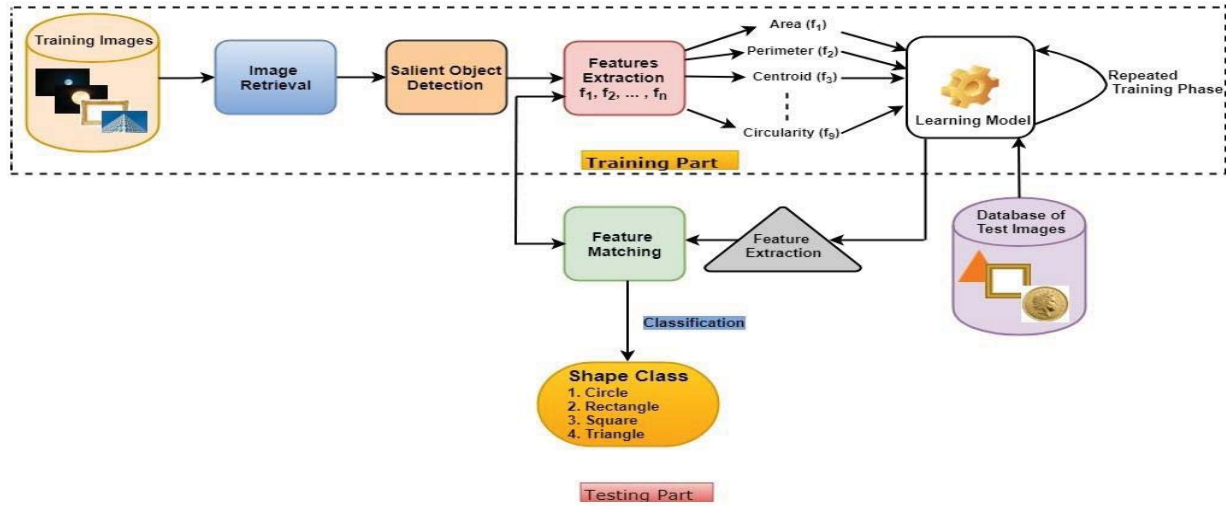 Training Images
Image
Retrieval
Salient Object
Detection
Features
Extraction
f1, f2, ... , fn
Area (f1)
Perimeter (f2)
Centroid (f3)
Circularity (f9)
Learning Model
Repeated
Training Phase
Training Part
Database of
Test Images
Feature
Matching
Feature
Extraction
Classification
Shape Class
1. Circle
2. Rectangle
3. Square
4. Triangle
Testing Part